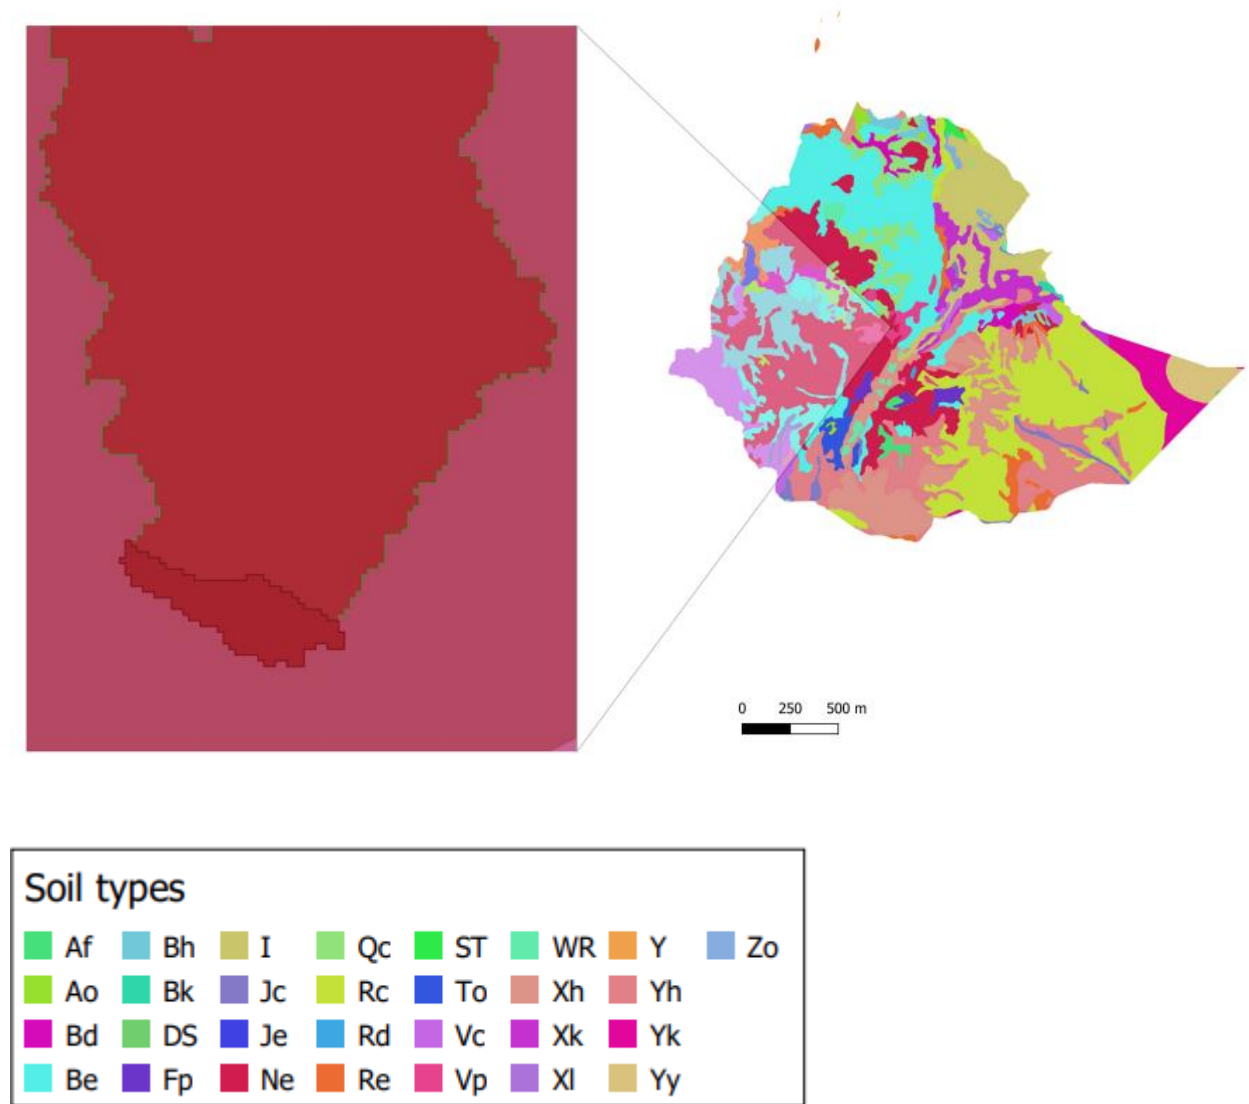 0 250 500 m
Soil types
Af Bh I Qc ST WR Y Zo
Ao Bk Jc Rc To Xh Yh
Bd DS Je Rd Vc Xk Yk
Be Fp Ne Re Vp Xl Yy